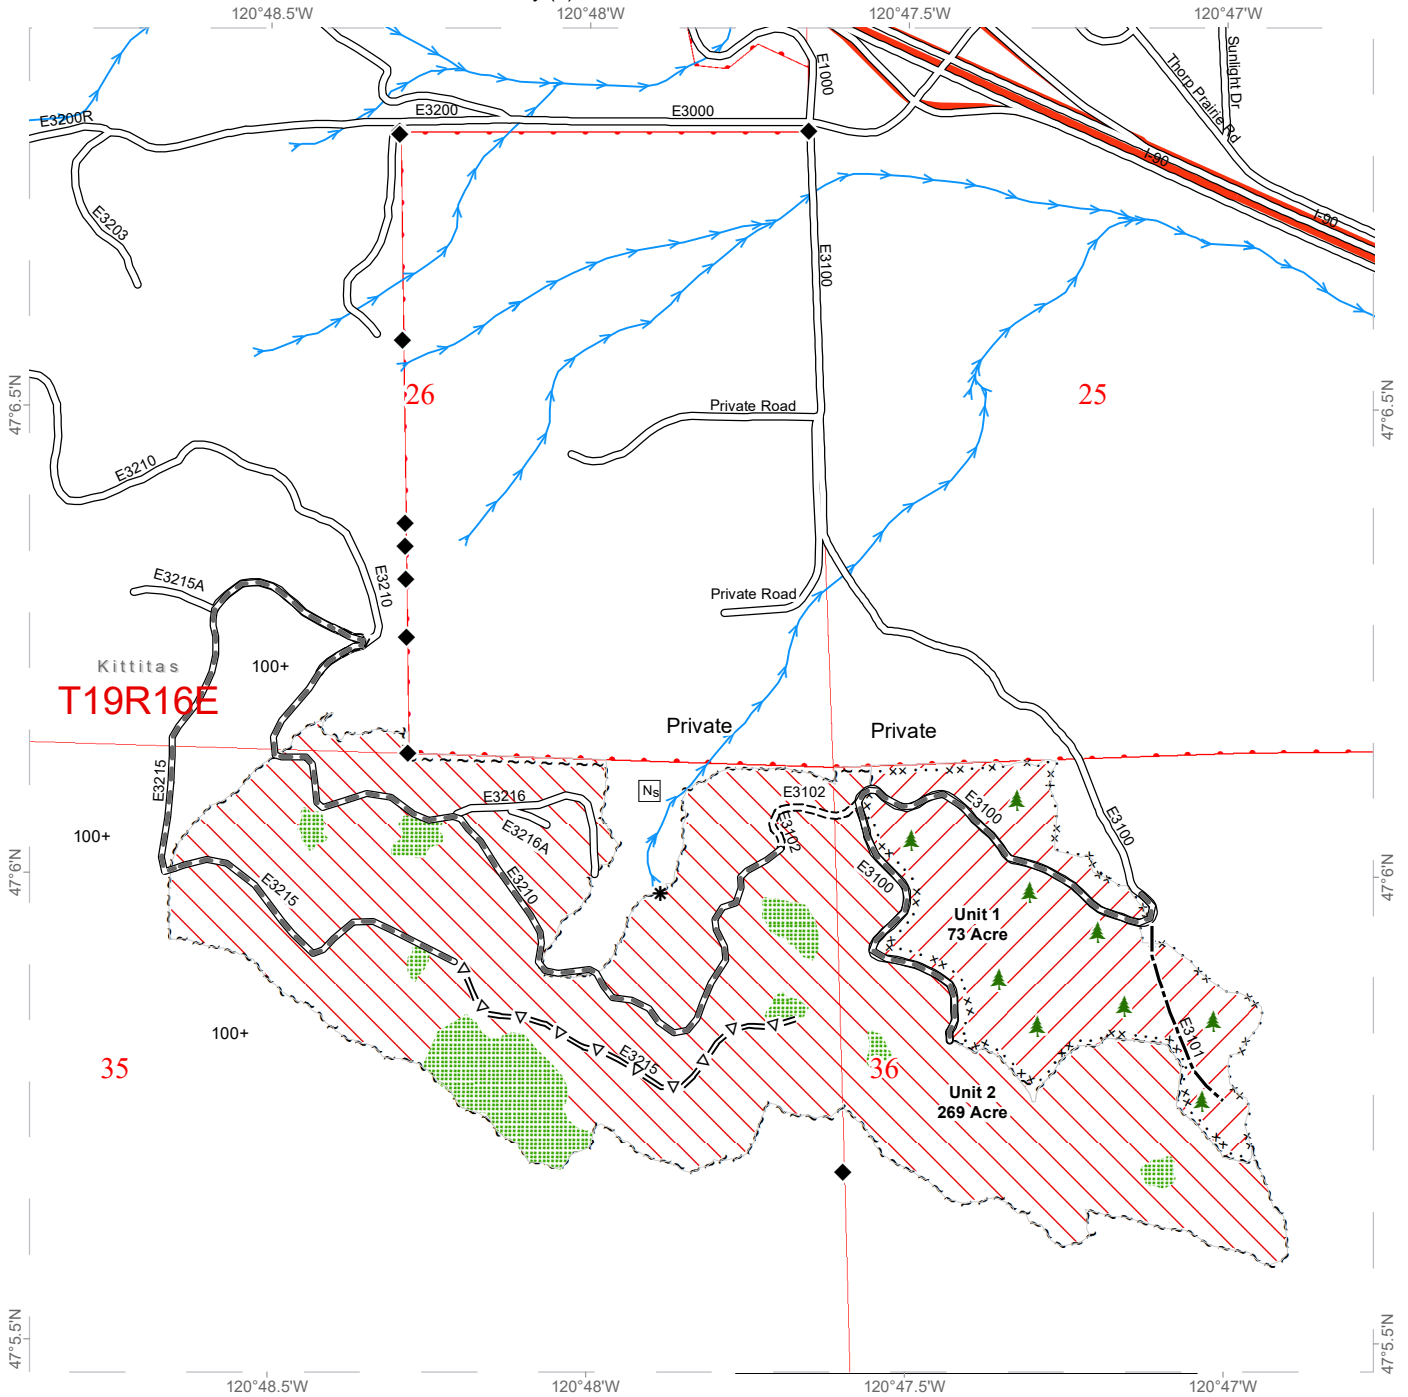 120°48.5'W
120°48'W
120°47.5'W
120°47'W
E1000
Sunlight Dr
Thorp Prairie Rd
E3200R
E3200
E3000
I-90
I-90
E3203
E3100
26
25
47°6.5'N
47°6.5'N
Private Road
E3210
E3215A
E3210
Private Road
Kittitas
100+
T19R16E
Private
Private
E3215
Ns
E3216
E3102
E3100
E3216A
E3102
E3100
100+
47°6'N
47°6'N
E3210
E3100
E3215
Unit 1
73 Acre
100+
E3101
35
E3215
36
Unit 2
269 Acre
47°5.5'N
47°5.5'N
120°48.5'W
120°48'W
120°47.5'W
120°47'W